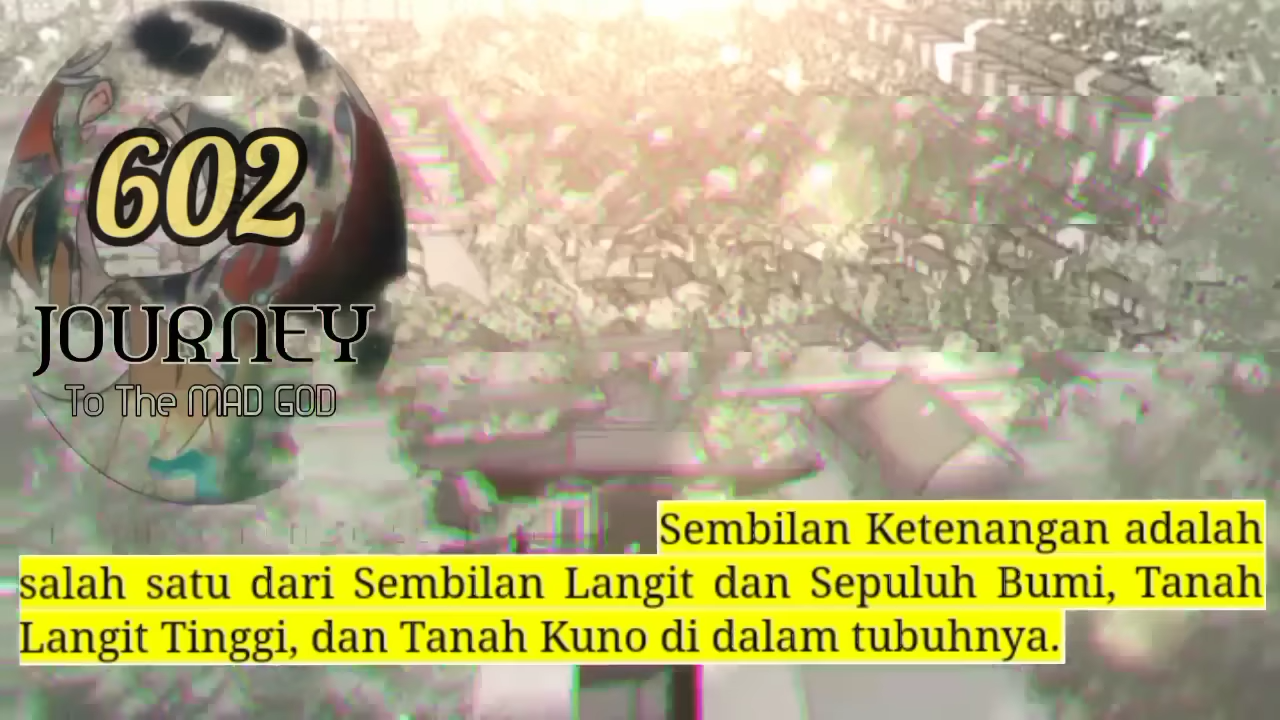 602
JOURNEY
To The MAD GOD
Sembilan Ketenangan adalah
salah satu dari Sembilan Langit dan Sepuluh Bumi, Tanah
Langit Tinggi, dan Tanah Kuno di dalam tubuhnya.